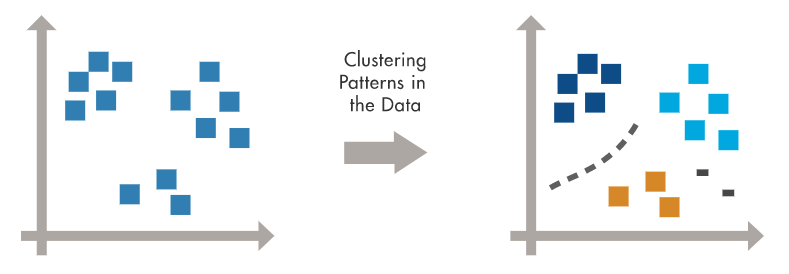 Clustering
Patterns in
the Data